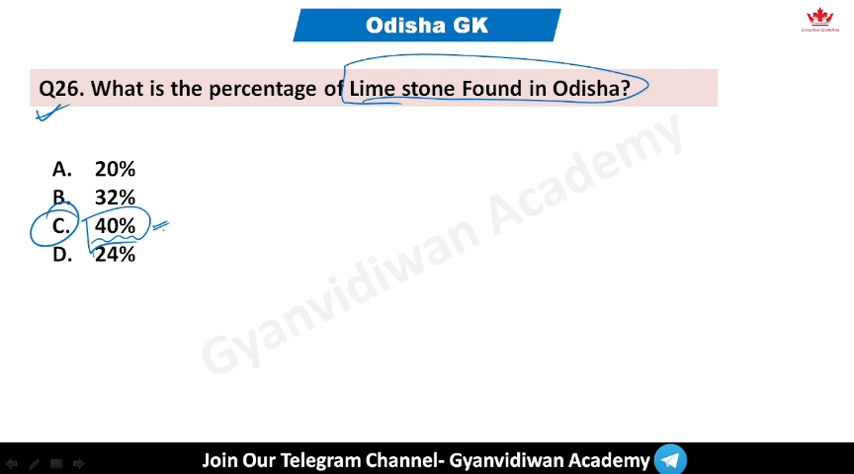 Odisha GK
GYANVIDIWAN
Q26. What is the percentage of Lime stone Found in Odisha?
A. 20%
B. 32%
C. 40%
D. 24%
Gyanvidiwan Academy
Join Our Telegram Channel- Gyanvidiwan Academy